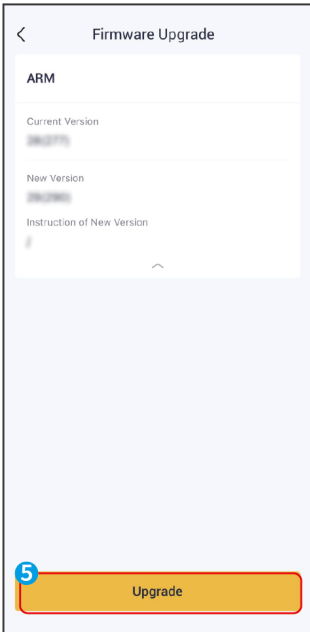 Firmware Upgrade
ARM
Current Version
New Version
Instruction of New Version
/
5
Upgrade